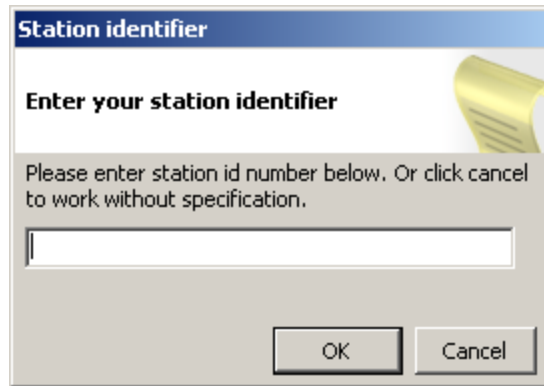 Station identifier
Enter your station identifier
Please enter station id number below. Or click cancel
to work without specification.
OK
Cancel